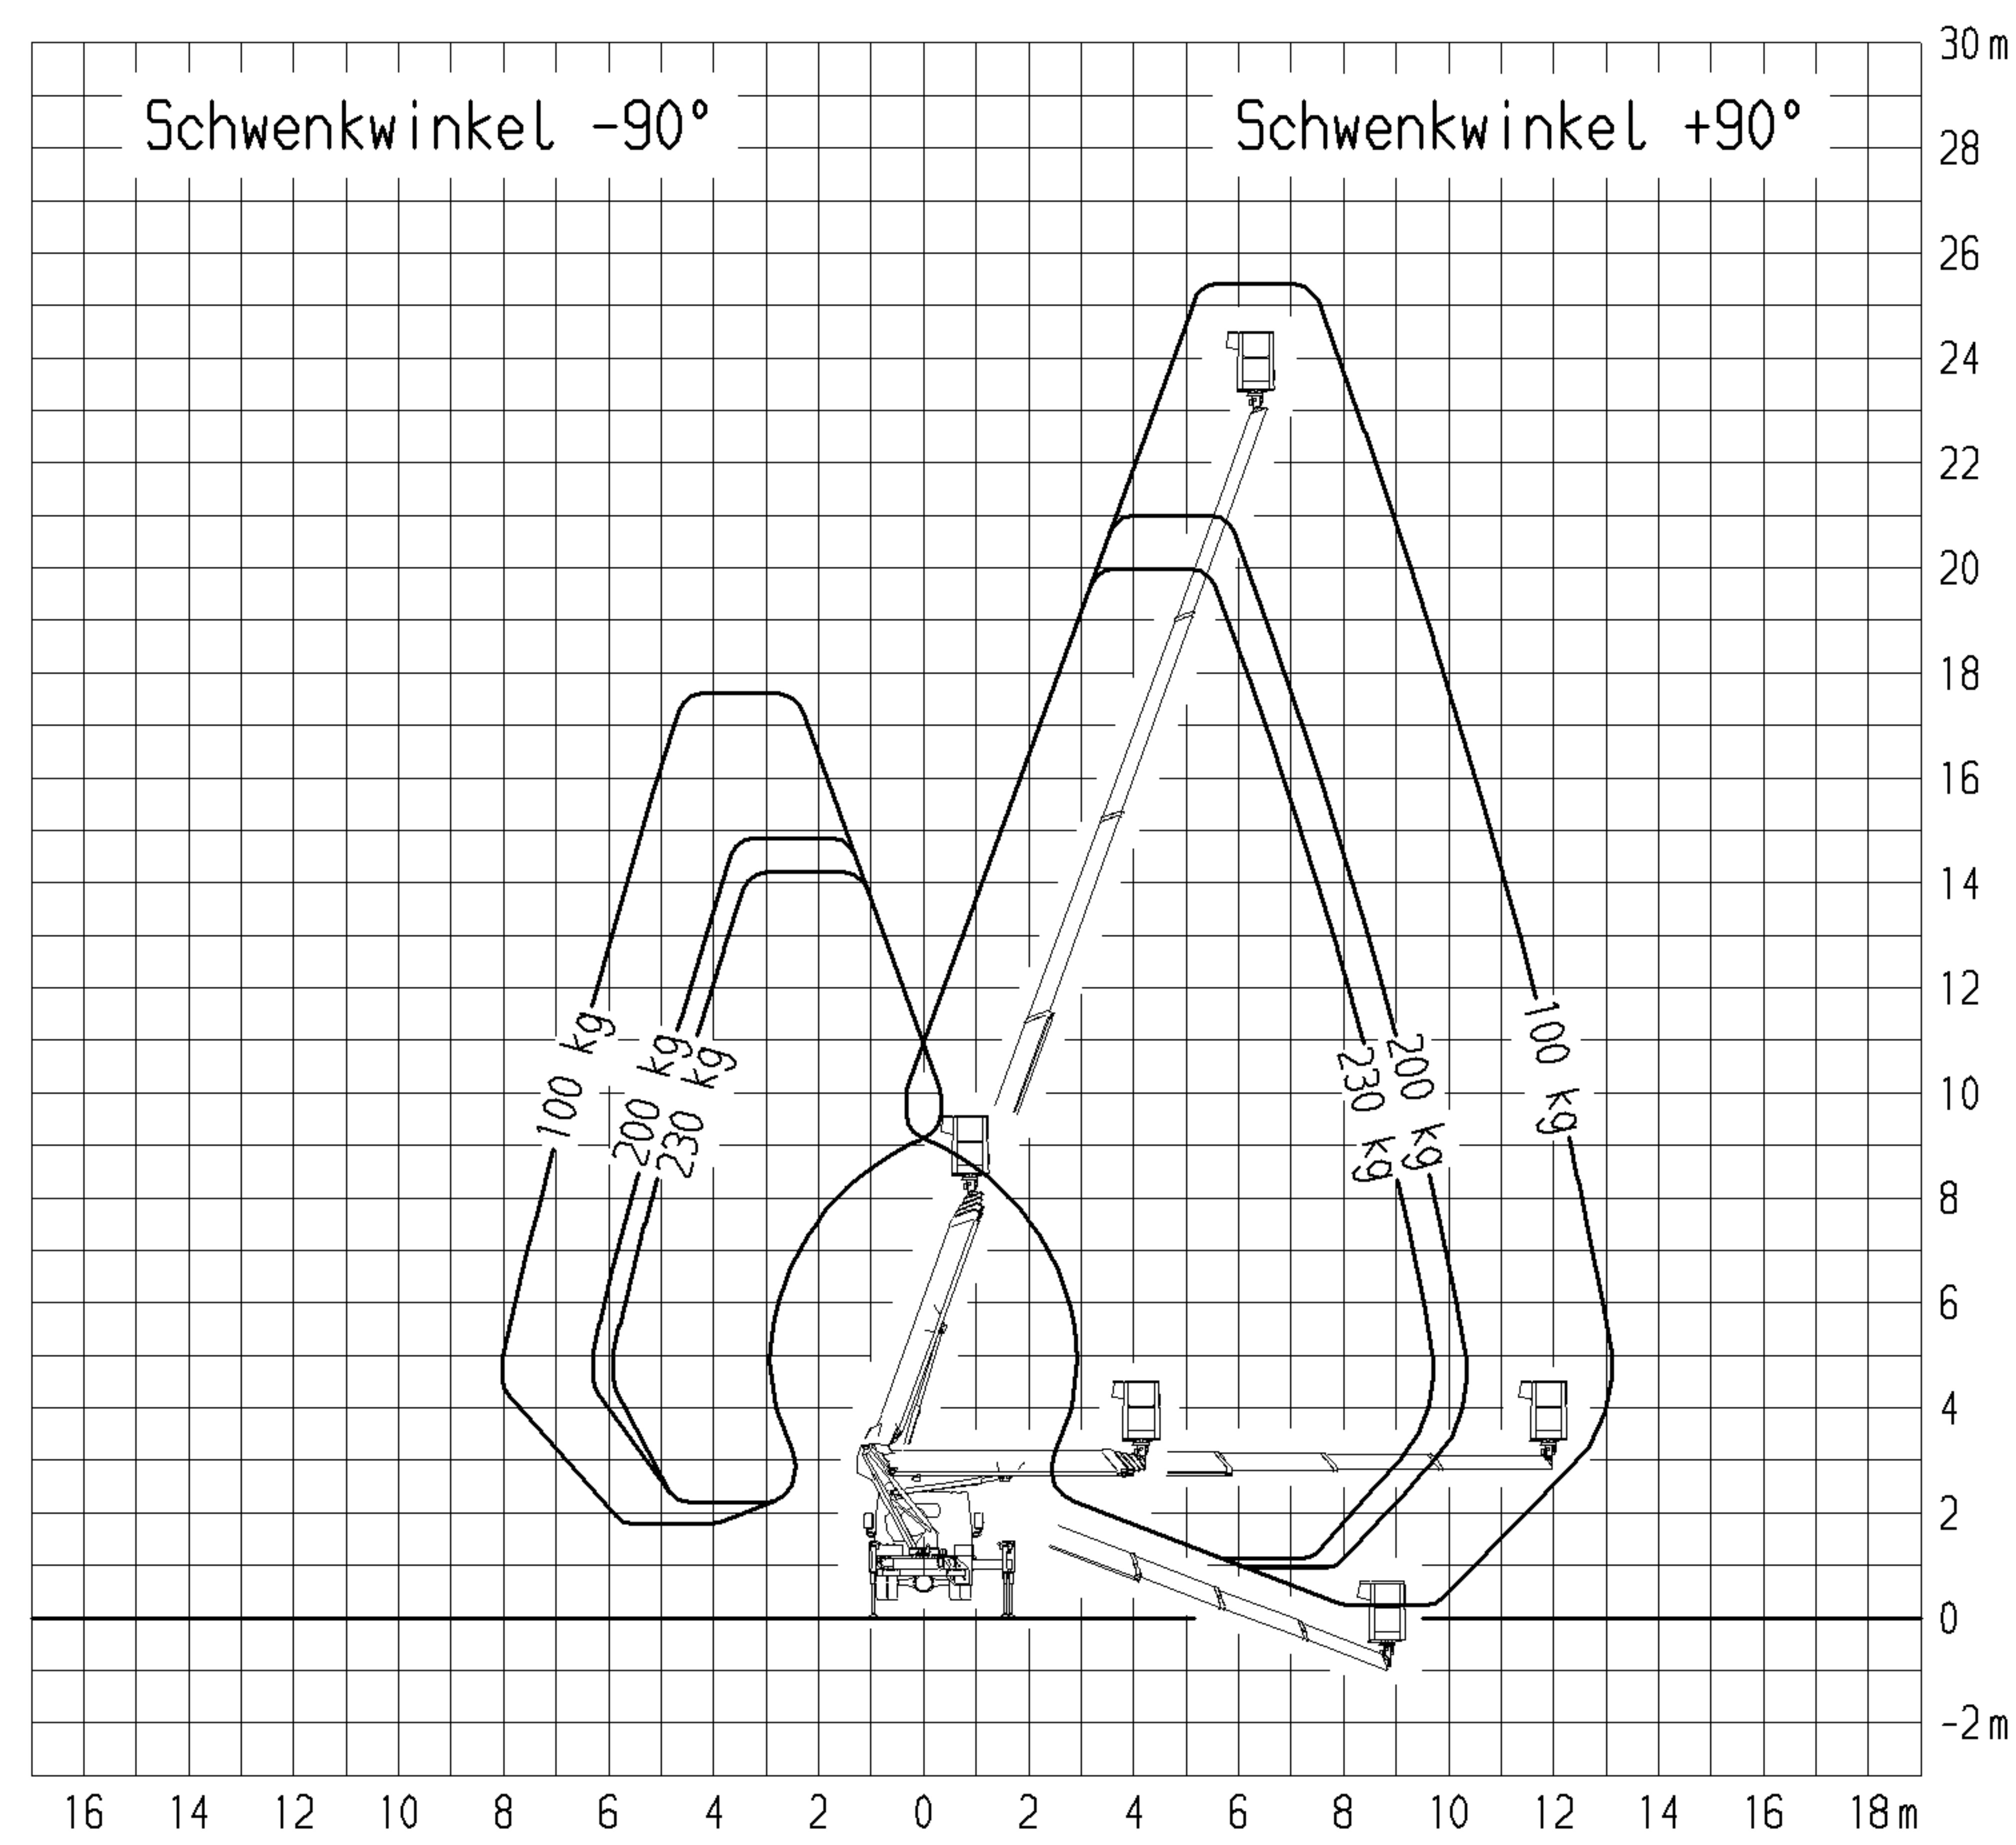 30 m
Schwenkwinkel -90°
Schwenkwinkel +90°
28
26
24
22
20
18
16
14
12
10
8
6
4
2
0
-2 m
100 kg
200 kg
230 kg
230 kg
200 kg
100 kg
16 14 12 10 8 6 4 2 0 2 4 6 8 10 12 14 16 18 m